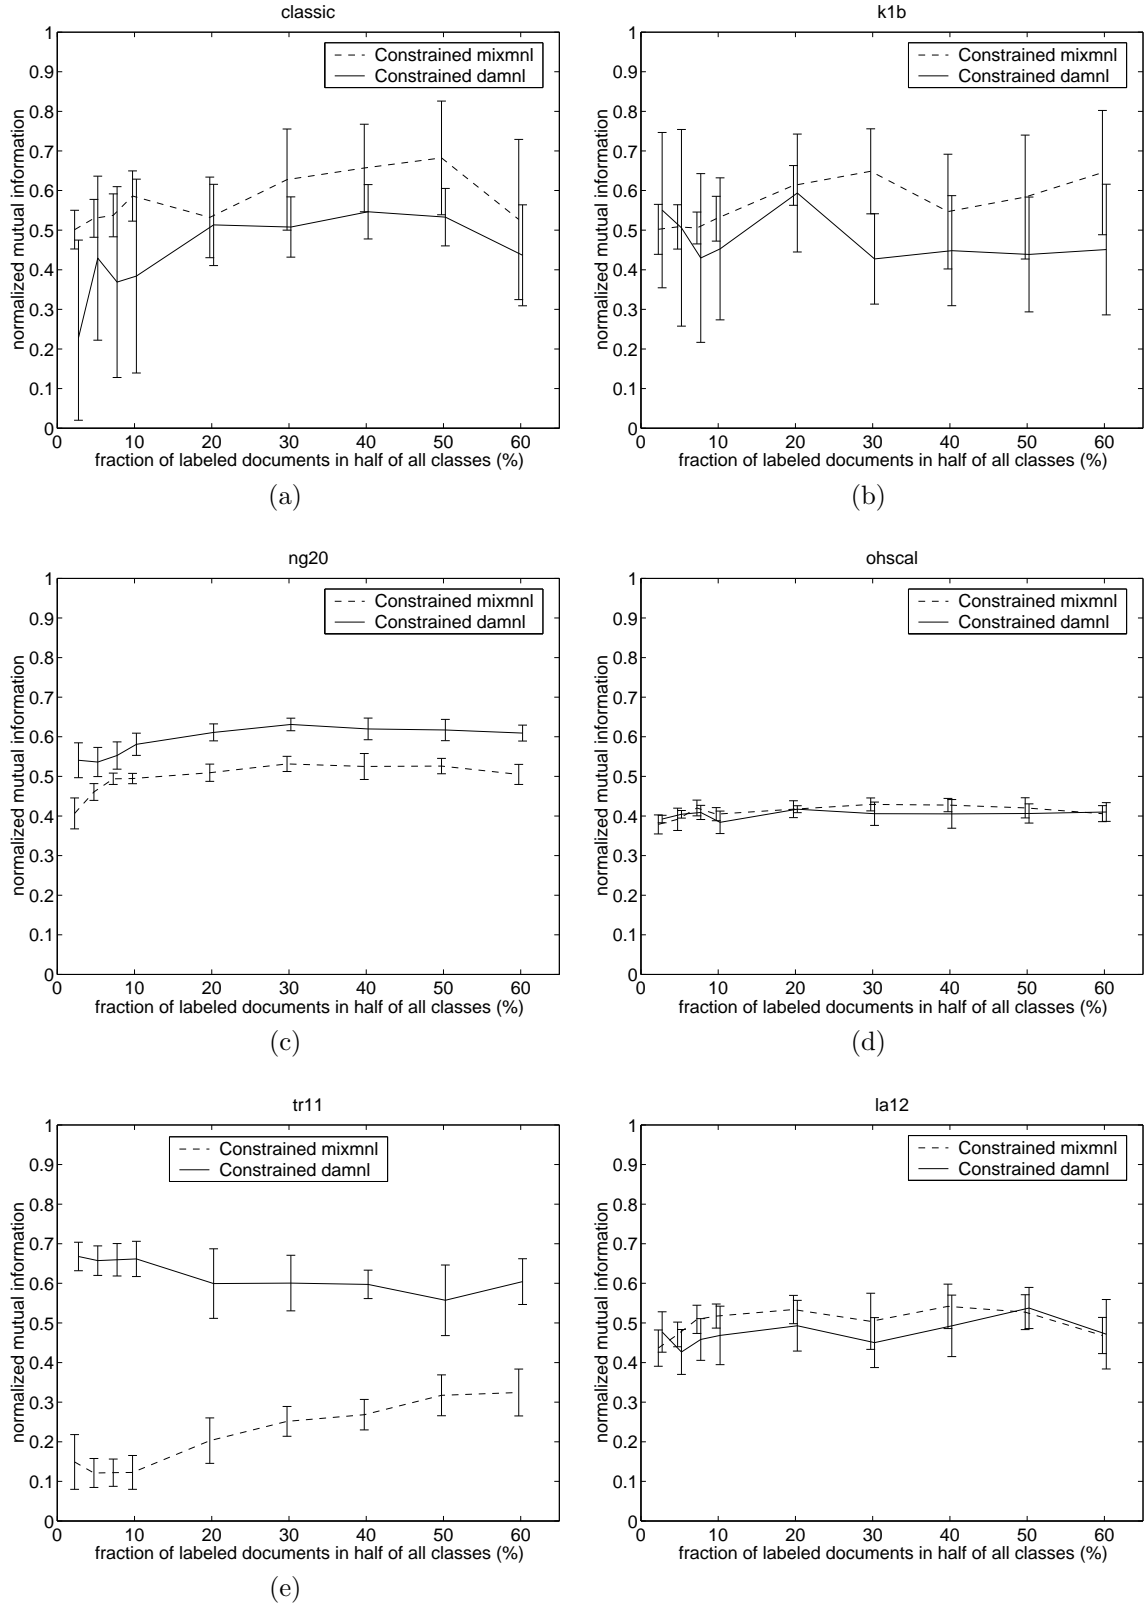 classic
1
0.9
0.8
0.7
0.6
0.5
0.4
0.3
0.2
0.1
0
normalized mutual information
Constrained mixmnl
Constrained damnl
0 10 20 30 40 50 60
fraction of labeled documents in half of all classes (%)
(a)
k1b
1
0.9
0.8
0.7
0.6
0.5
0.4
0.3
0.2
0.1
0
normalized mutual information
Constrained mixmnl
Constrained damnl
0 10 20 30 40 50 60
fraction of labeled documents in half of all classes (%)
(b)
ng20
1
0.9
0.8
0.7
0.6
0.5
0.4
0.3
0.2
0.1
0
normalized mutual information
Constrained mixmnl
Constrained damnl
0 10 20 30 40 50 60
fraction of labeled documents in half of all classes (%)
(c)
ohscal
1
0.9
0.8
0.7
0.6
0.5
0.4
0.3
0.2
0.1
0
normalized mutual information
Constrained mixmnl
Constrained damnl
0 10 20 30 40 50 60
fraction of labeled documents in half of all classes (%)
(d)
tr11
1
0.9
0.8
0.7
0.6
0.5
0.4
0.3
0.2
0.1
0
normalized mutual information
Constrained mixmnl
Constrained damnl
0 10 20 30 40 50 60
fraction of labeled documents in half of all classes (%)
(e)
la12
1
0.9
0.8
0.7
0.6
0.5
0.4
0.3
0.2
0.1
0
normalized mutual information
Constrained mixmnl
Constrained damnl
0 10 20 30 40 50 60
fraction of labeled documents in half of all classes (%)